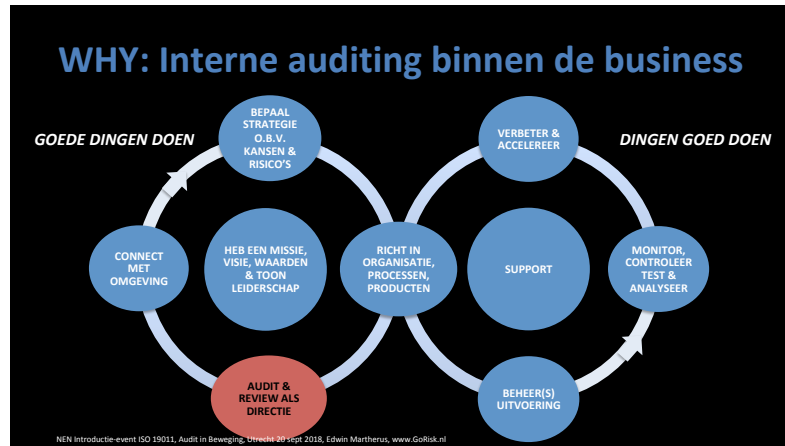 WHY: Interne auditing binnen de business
GOEDE DINGEN DOEN
BEPAAL
STRATEGIE
O.B.V.
KANSEN &
RISICO'S
VERBETER &
ACCELEREER
DINGEN GOED DOEN
CONNECT
MET
OMGEVING
HEB EEN MISSIE,
VISIE, WAARDEN
& TOON
LEIDERSCHAP
RICHT IN
ORGANISATIE,
PROCESSEN,
PRODUCTEN
SUPPORT
MONITOR,
CONTROLEER
TEST &
ANALYSEER
AUDIT &
REVIEW ALS
DIRECTIE
BEHEER(S)
UITVOERING
NEN Introductie-event ISO 19011, Audit in Beweging, Utrecht 20 sept 2018, Edwin Martherus, www.GoRisk.nl